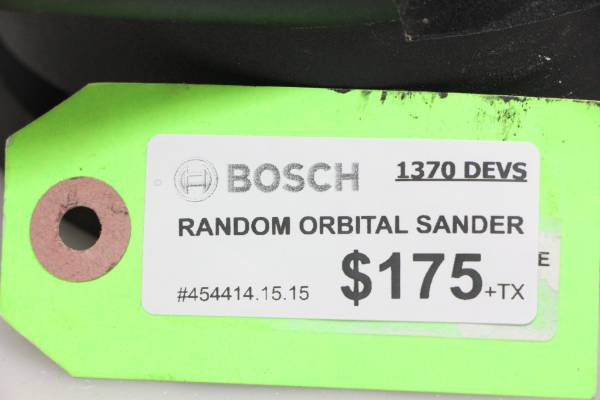 BOSCH 1370 DEVS
RANDOM ORBITAL SANDER
E
#454414.15.15 $175+TX